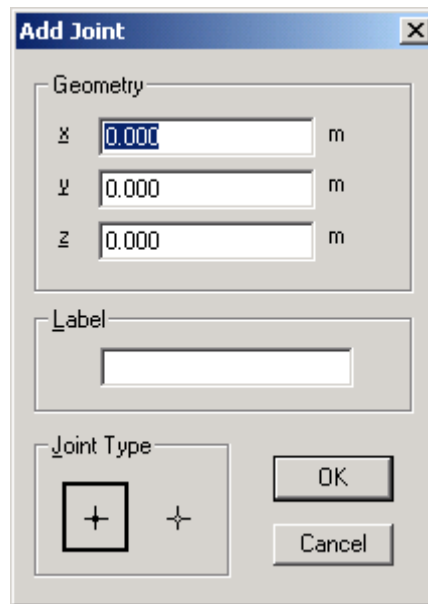 Add Joint
Geometry
x 0.000 m
y 0.000 m
z 0.000 m
Label
Joint Type
OK
Cancel